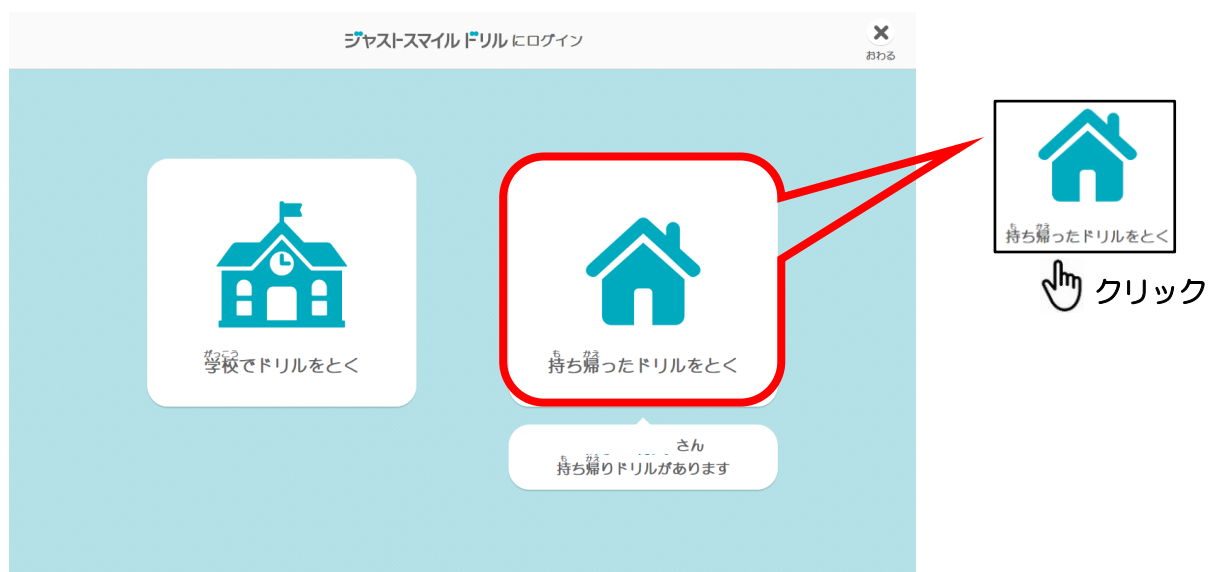 ジャストスマイル ドリル にログイン
おわる
学校でドリルをとく
がっこう
持ち帰ったドリルをとく
も かえ
さん
持ち帰りドリルがあります
も かえ
持ち帰ったドリルをとく
も かえ
クリック